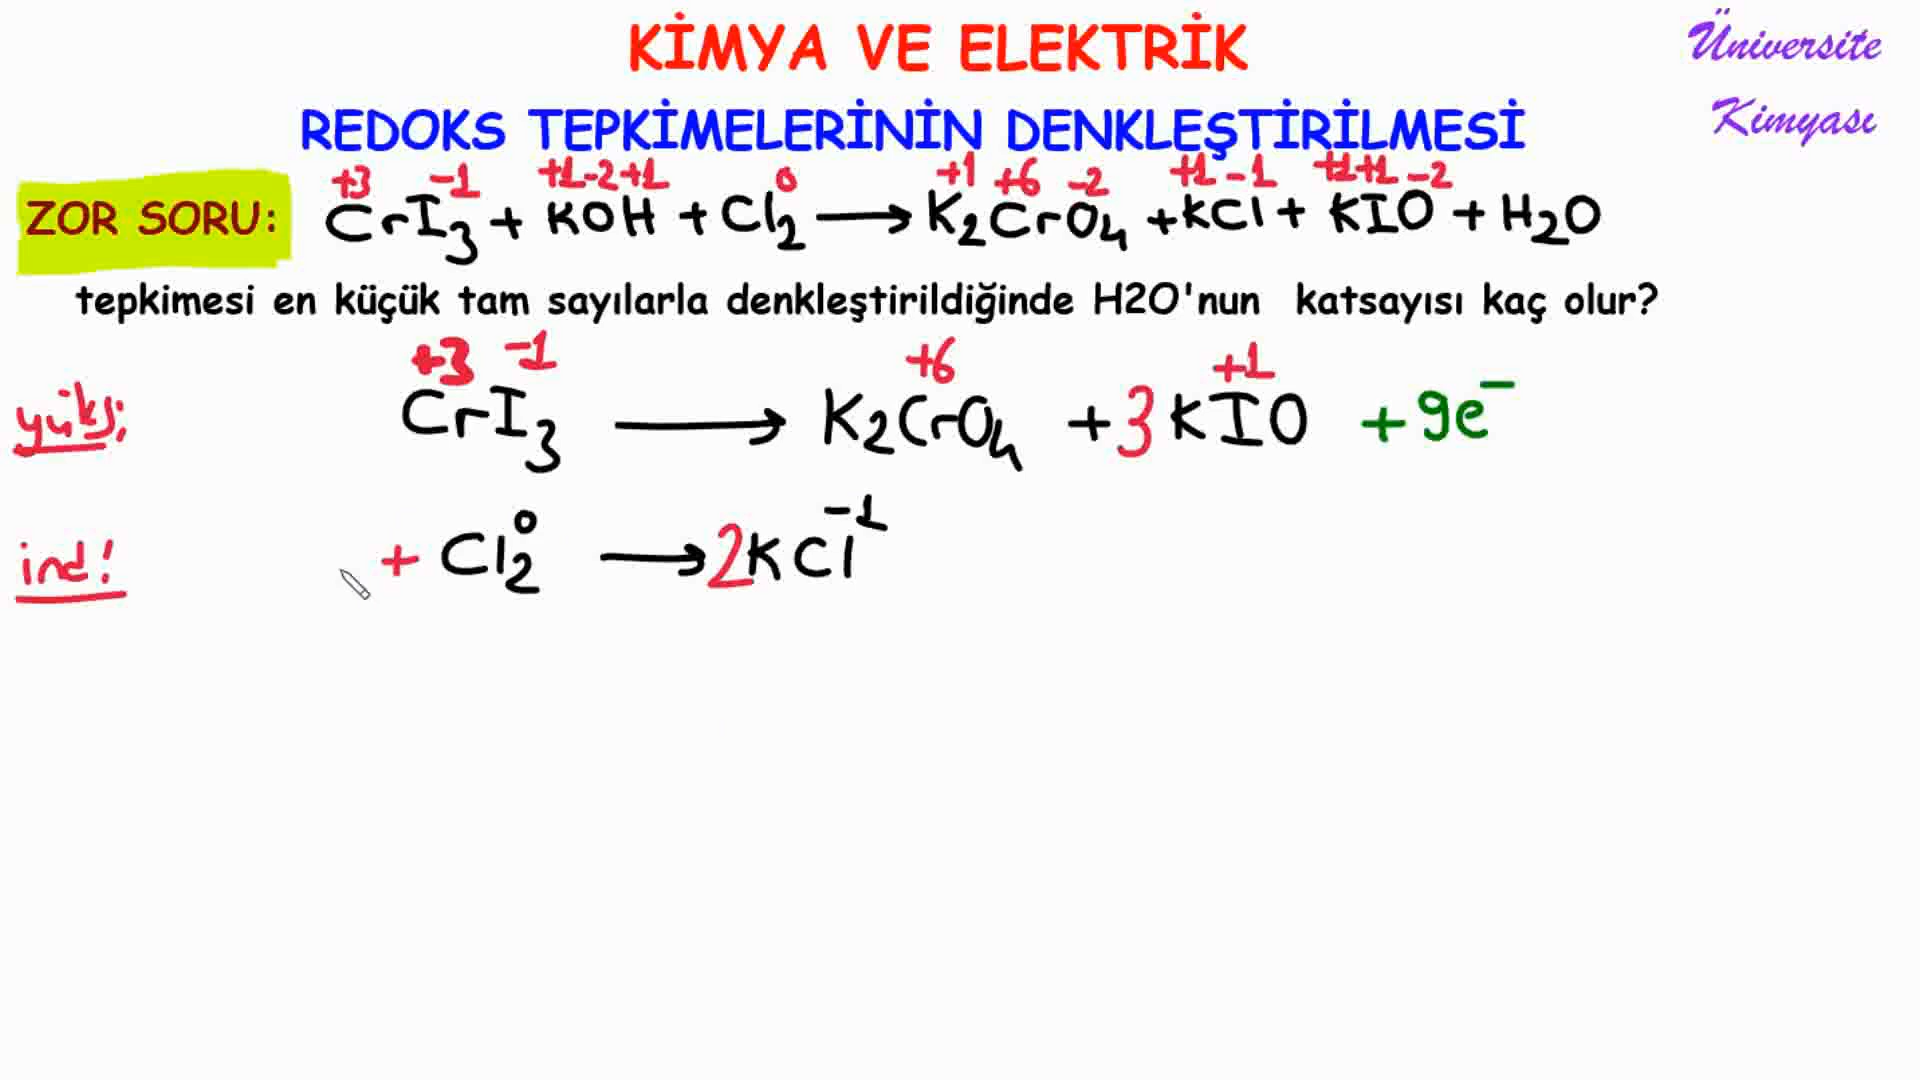 KİMYA VE ELEKTRİK
Üniversite
Kimyası
REDOKS TEPKİMELERİNİN DENKLEŞTİRİLMESİ
+3 -1 +1-2+1 0 +1 +6 -2 +1 -1 +1+1 -2
ZOR SORU: CrI3 + KOH + Cl2 → K2CrO4 + KCl + KIO + H2O
tepkimesi en küçük tam sayılarla denkleştirildiğinde H2O'nun katsayısı kaç olur?
+3 -1 +6 +1
yüks: CrI3 → K2CrO4 + 3KIO + 9e⁻
0 -1
ind! + Cl2 → 2KCl